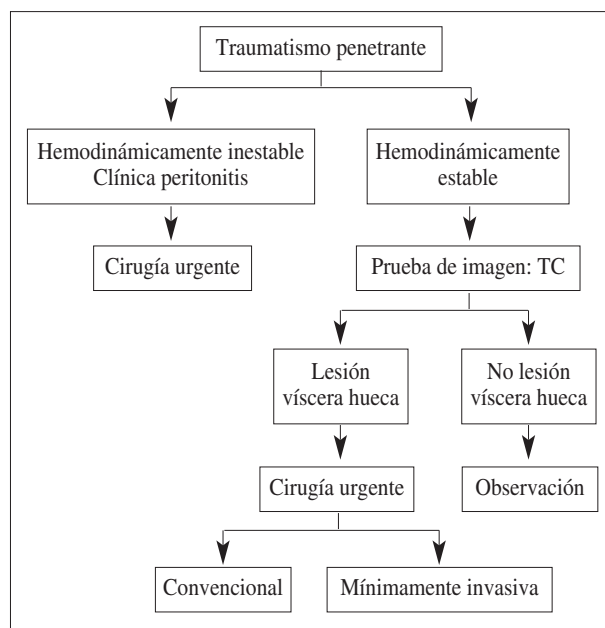 Traumatismo penetrante
Hemodinámicamente inestable
Clínica peritonitis
Hemodinámicamente
estable
Cirugía urgente
Prueba de imagen: TC
Lesión
víscera hueca
No lesión
víscera hueca
Cirugía urgente
Observación
Convencional
Mínimamente invasiva